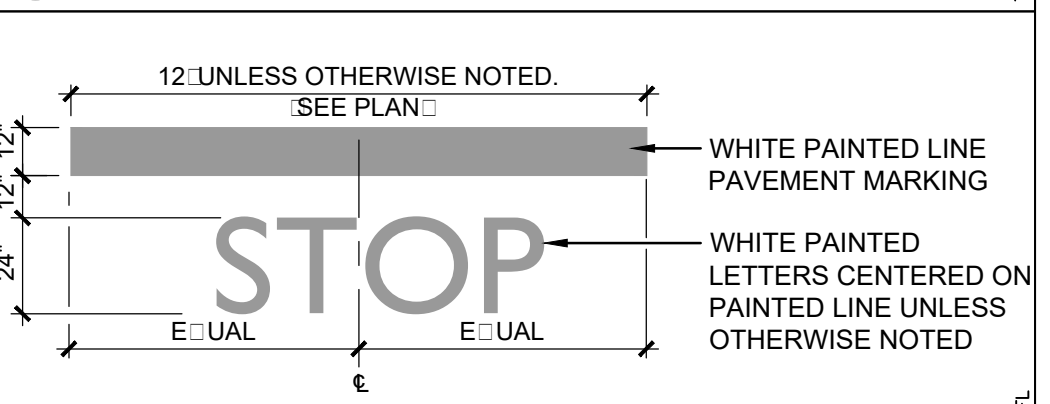 12□UNLESS OTHERWISE NOTED.
□SEE PLAN□
12"
12"
24"
WHITE PAINTED LINE
PAVEMENT MARKING
STOP
WHITE PAINTED
LETTERS CENTERED ON
PAINTED LINE UNLESS
OTHERWISE NOTED
E□UAL
E□UAL
℄
FL